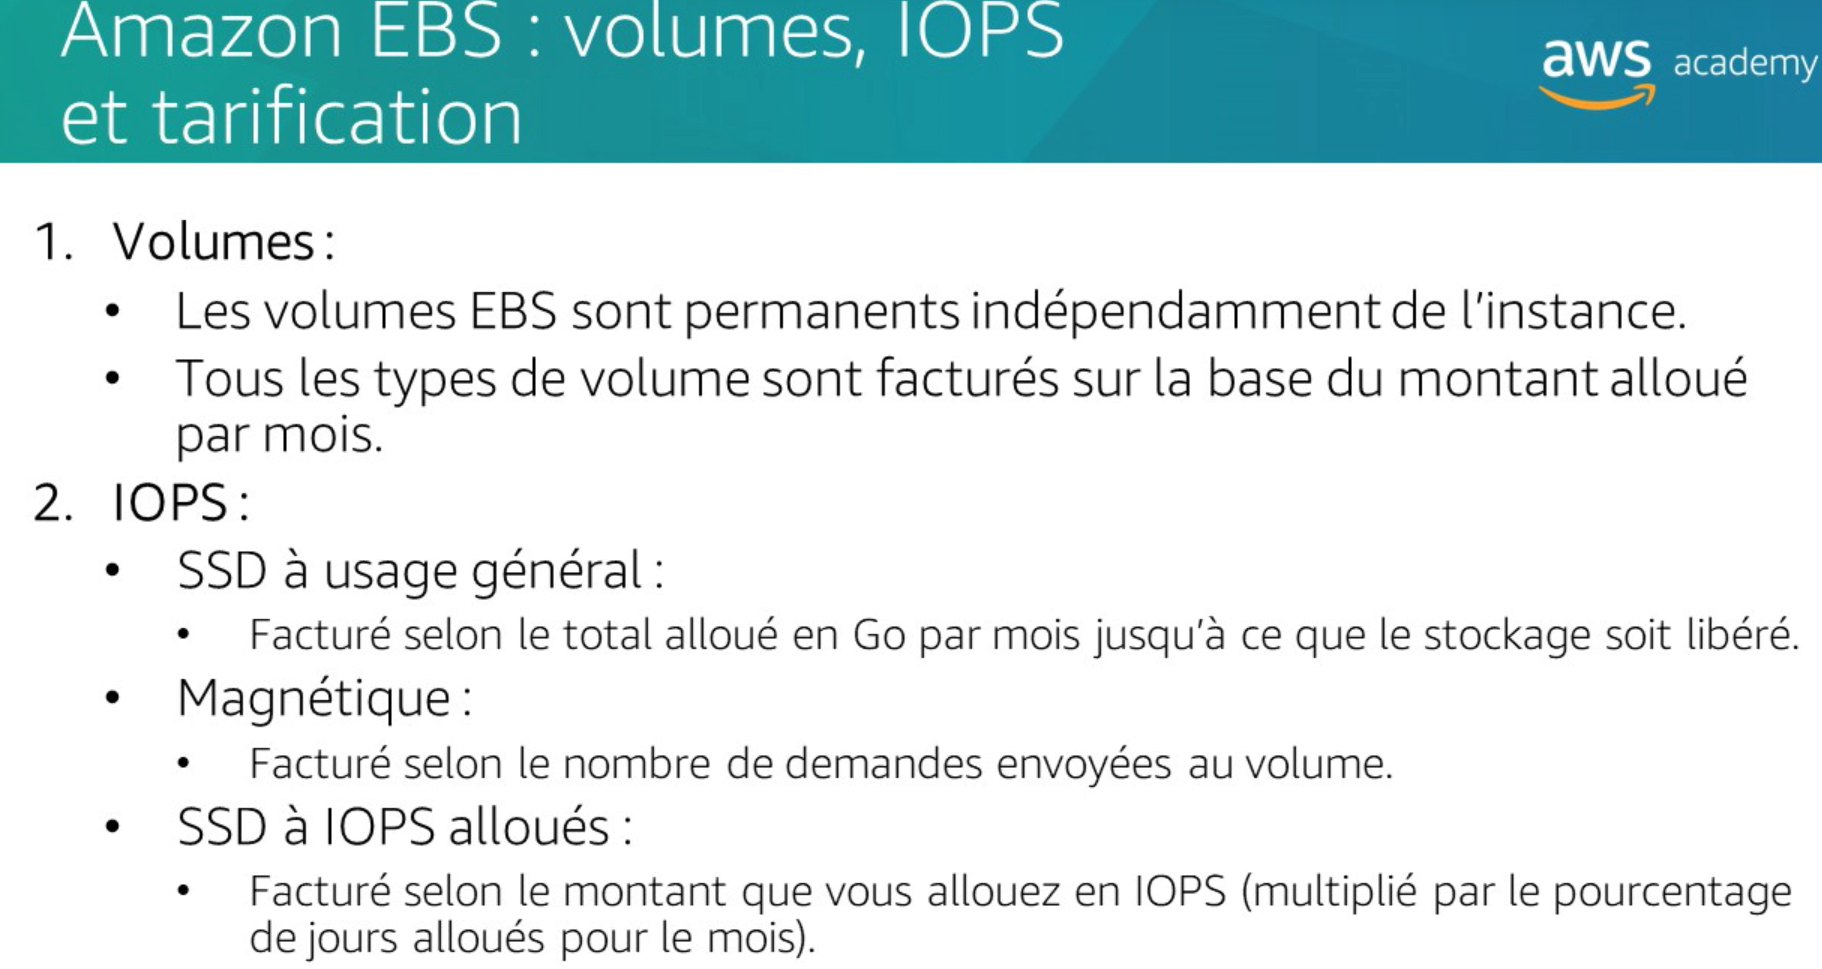 Amazon EBS : volumes, IOPS
et tarification
aws academy
1. Volumes :
• Les volumes EBS sont permanents indépendamment de l'instance.
• Tous les types de volume sont facturés sur la base du montant alloué
par mois.
2. IOPS :
• SSD à usage général :
• Facturé selon le total alloué en Go par mois jusqu'à ce que le stockage soit libéré.
• Magnétique :
• Facturé selon le nombre de demandes envoyées au volume.
• SSD à IOPS alloués :
• Facturé selon le montant que vous allouez en IOPS (multiplié par le pourcentage
de jours alloués pour le mois).